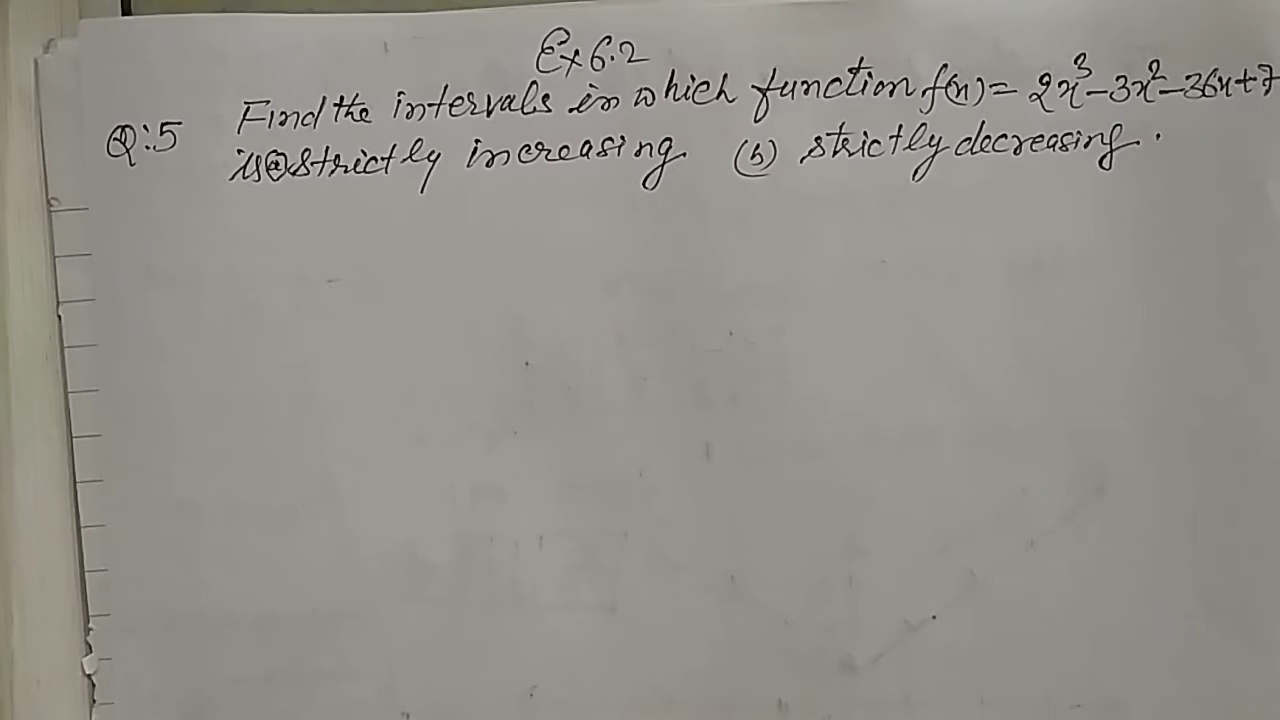 Ex 6.2
Q:5 Find the intervals in which function f(x) = 2x³-3x²-36x+7
is (a) strictly increasing. (b) strictly decreasing.